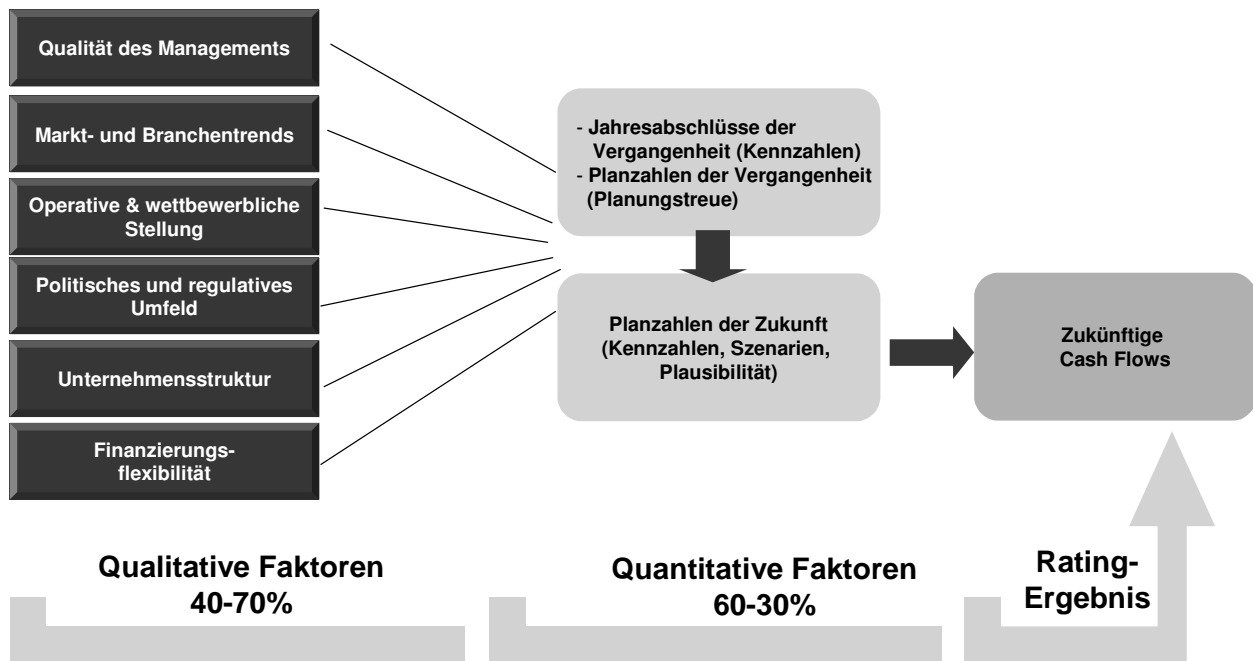 Qualität des Managements
Markt- und Branchentrends
Operative & wettbewerbliche
Stellung
Politisches und regulatives
Umfeld
Unternehmensstruktur
Finanzierungs-
flexibilität
- Jahresabschlüsse der
Vergangenheit (Kennzahlen)
- Planzahlen der Vergangenheit
(Planungstreue)
Planzahlen der Zukunft
(Kennzahlen, Szenarien,
Plausibilität)
Zukünftige
Cash Flows
Qualitative Faktoren
40-70%
Quantitative Faktoren
60-30%
Rating-
Ergebnis